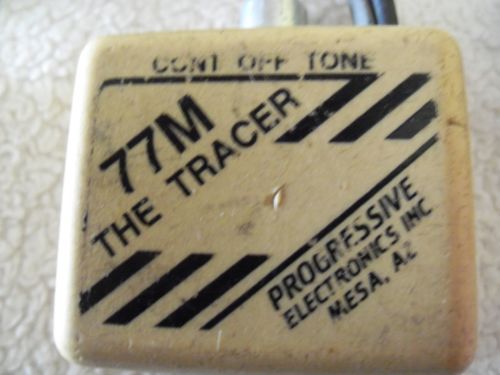 CONT OFF TONE
77M
THE TRACER
PROGRESSIVE
ELECTRONICS INC
MESA, AZ